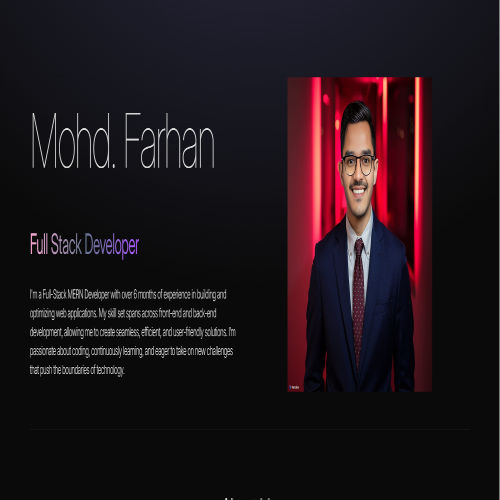 Mohd. Farhan
Full Stack Developer
I'm a Full-Stack MERN Developer with over 6 months of experience in building and
optimizing web applications. My skill set spans across front-end and back-end
development, allowing me to create seamless, efficient, and user-friendly solutions. I'm
passionate about coding, continuously learning, and eager to take on new challenges
that push the boundaries of technology.